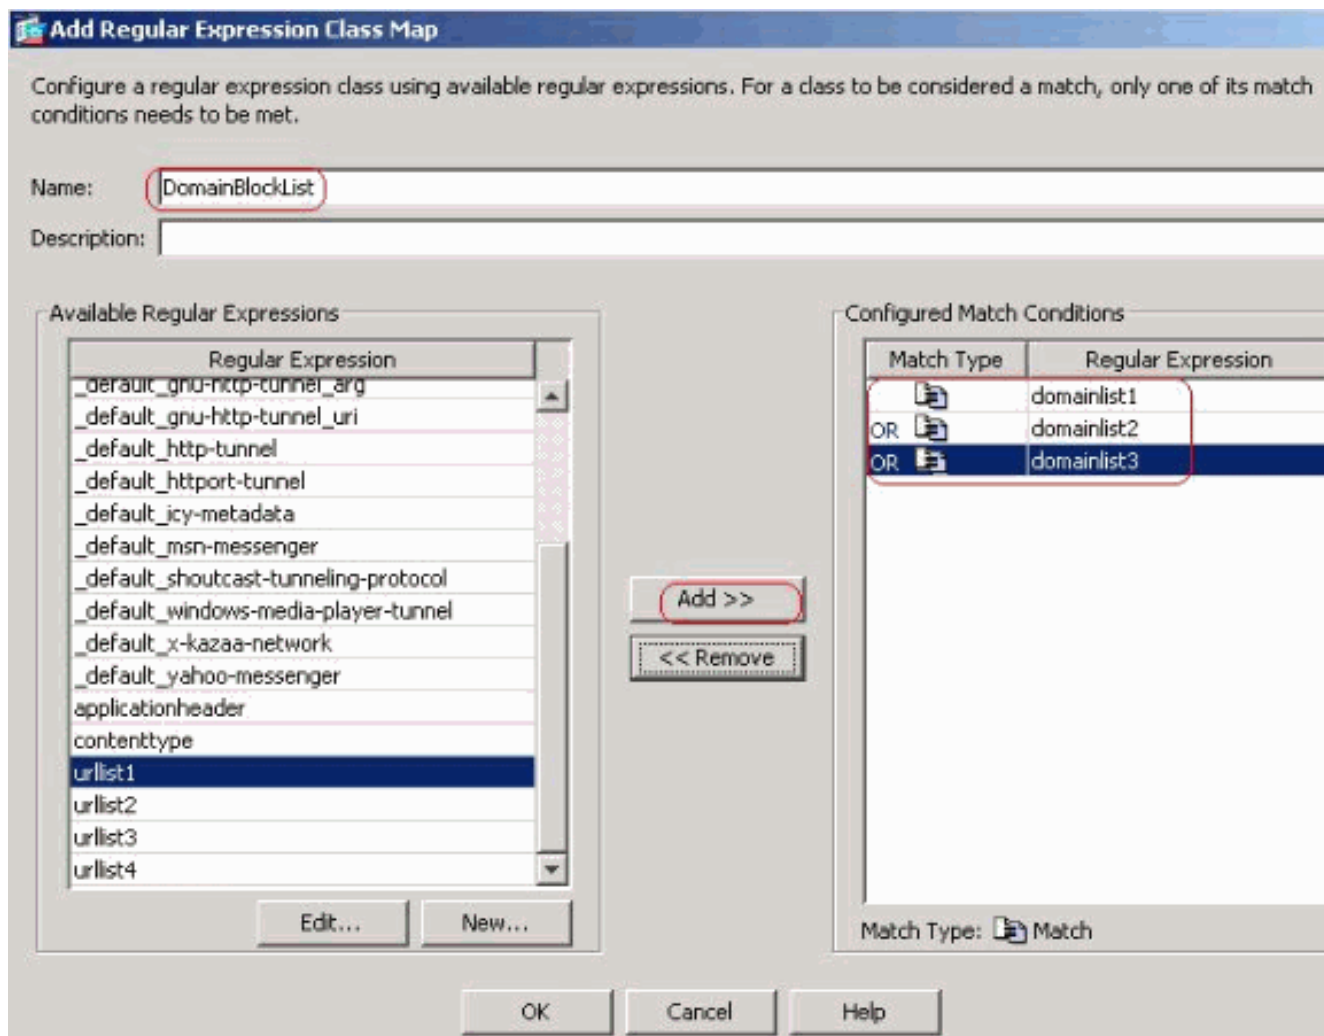 Add Regular Expression Class Map
Configure a regular expression class using available regular expressions. For a class to be considered a match, only one of its match
conditions needs to be met.
Name: DomainBlockList
Description:
Available Regular Expressions
Regular Expression
_default_gnu-http-tunnel_arg
_default_gnu-http-tunnel_uri
_default_http-tunnel
_default_httport-tunnel
_default_icy-metadata
_default_msn-messenger
_default_shoutcast-tunneling-protocol
_default_windows-media-player-tunnel
_default_x-kazaa-network
_default_yahoo-messenger
applicationheader
contenttype
urllist1
urllist2
urllist3
urllist4
Edit... New...
Add >>
<< Remove
Configured Match Conditions
Match Type Regular Expression
domainlist1
OR domainlist2
OR domainlist3
Match Type: Match
OK Cancel Help